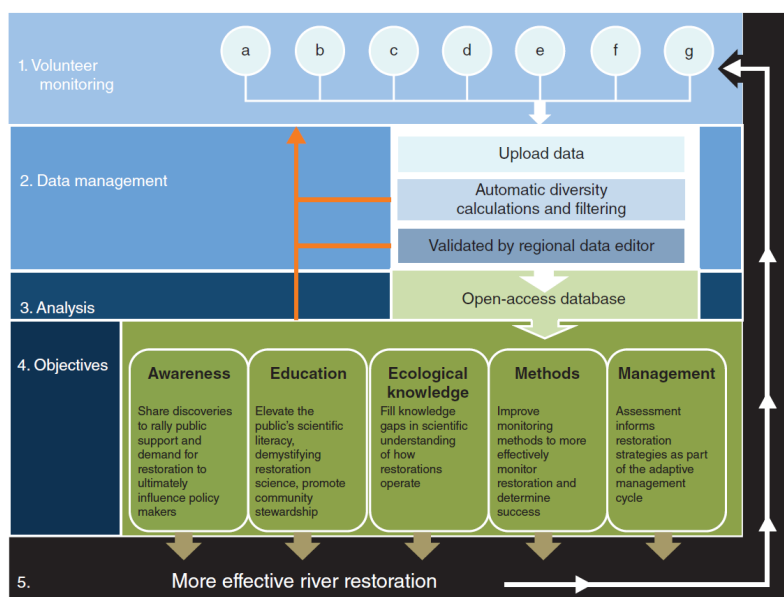 1. Volunteer
monitoring
a b c d e f g
2. Data management
Upload data
Automatic diversity
calculations and filtering
Validated by regional data editor
3. Analysis
Open-access database
4. Objectives
Awareness
Share discoveries
to rally public
support and
demand for
restoration to
ultimately
influence policy
makers
Education
Elevate the
public's scientific
literacy,
demystifying
restoration
science, promote
community
stewardship
Ecological
knowledge
Fill knowledge
gaps in scientific
understanding
of how
restorations
operate
Methods
Improve
monitoring
methods to more
effectively
monitor
restoration and
determine
success
Management
Assessment
informs
restoration
strategies as part
of the adaptive
management
cycle
5. More effective river restoration